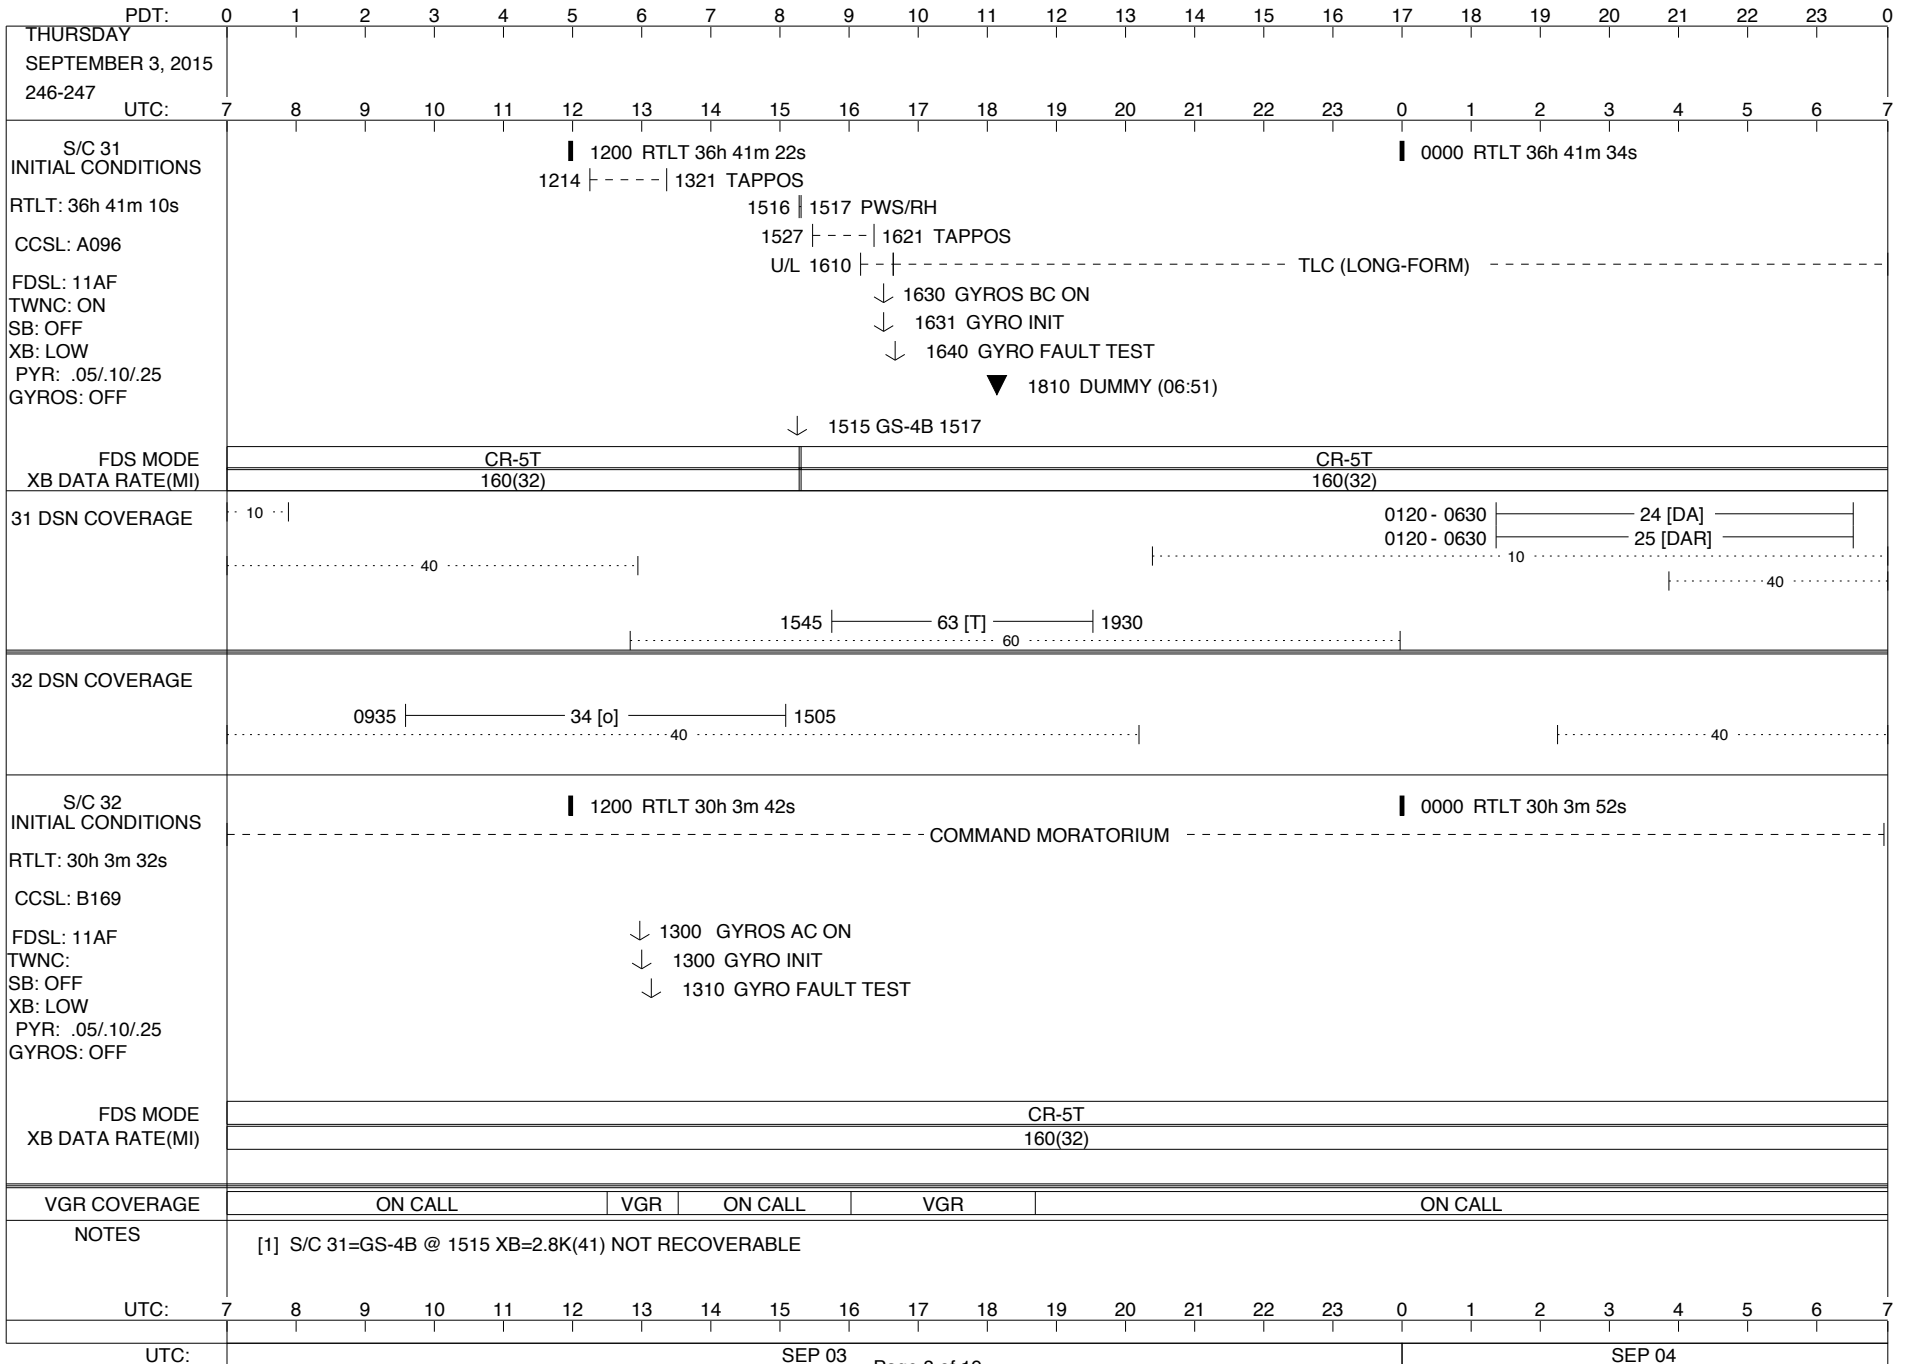 PDT: 0 1 2 3 4 5 6 7 8 9 10 11 12 13 14 15 16 17 18 19 20 21 22 23 0
THURSDAY
SEPTEMBER 3, 2015
246-247
UTC: 7 8 9 10 11 12 13 14 15 16 17 18 19 20 21 22 23 0 1 2 3 4 5 6 7
S/C 31
INITIAL CONDITIONS
RTLT: 36h 41m 10s
CCSL: A096
FDSL: 11AF
TWNC: ON
SB: OFF
XB: LOW
PYR: .05/.10/.25
GYROS: OFF
1200 RTLT 36h 41m 22s
0000 RTLT 36h 41m 34s
1214 1321 TAPPOS
1516 1517 PWS/RH
1527 1621 TAPPOS
U/L 1610 TLC (LONG-FORM)
1630 GYROS BC ON
1631 GYRO INIT
1640 GYRO FAULT TEST
1810 DUMMY (06:51)
1515 GS-4B 1517
FDS MODE CR-5T CR-5T
XB DATA RATE(MI) 160(32) 160(32)
31 DSN COVERAGE
10
0120 - 0630 24 [DA]
0120 - 0630 25 [DAR]
10
40
40
1545 63 [T] 1930
60
32 DSN COVERAGE
0935 34 [o] 1505
40 40
S/C 32
INITIAL CONDITIONS
RTLT: 30h 3m 32s
CCSL: B169
FDSL: 11AF
TWNC:
SB: OFF
XB: LOW
PYR: .05/.10/.25
GYROS: OFF
1200 RTLT 30h 3m 42s
0000 RTLT 30h 3m 52s
COMMAND MORATORIUM
1300 GYROS AC ON
1300 GYRO INIT
1310 GYRO FAULT TEST
FDS MODE CR-5T
XB DATA RATE(MI) 160(32)
VGR COVERAGE ON CALL VGR ON CALL VGR ON CALL
NOTES
[1] S/C 31=GS-4B @ 1515 XB=2.8K(41) NOT RECOVERABLE
UTC: 7 8 9 10 11 12 13 14 15 16 17 18 19 20 21 22 23 0 1 2 3 4 5 6 7
UTC: SEP 03 SEP 04